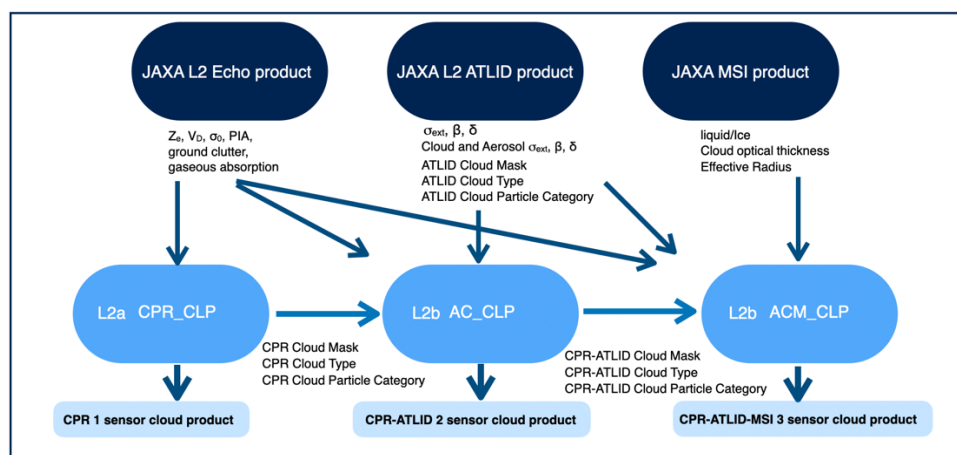 JAXA L2 Echo product
JAXA L2 ATLID product
JAXA MSI product
Zₑ, V_D, σ₀, PIA,
ground clutter,
gaseous absorption
σₑₓₜ, β, δ
Cloud and Aerosol σₑₓₜ, β, δ
ATLID Cloud Mask
ATLID Cloud Type
ATLID Cloud Particle Category
liquid/Ice
Cloud optical thickness
Effective Radius
L2a CPR_CLP
L2b AC_CLP
L2b ACM_CLP
CPR Cloud Mask
CPR Cloud Type
CPR Cloud Particle Category
CPR-ATLID Cloud Mask
CPR-ATLID Cloud Type
CPR-ATLID Cloud Particle Category
CPR 1 sensor cloud product
CPR-ATLID 2 sensor cloud product
CPR-ATLID-MSI 3 sensor cloud product